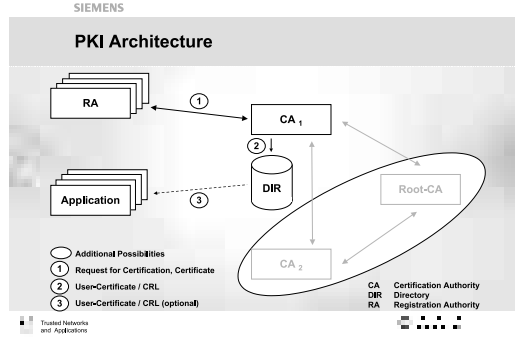 SIEMENS
PKI Architecture
RA
1
CA 1
2
DIR
Application
3
Root-CA
CA 2
Additional Possibilities
1 Request for Certification, Certificate
2 User-Certificate / CRL
3 User-Certificate / CRL (optional)
CA Certification Authority
DIR Directory
RA Registration Authority
Trusted Networks
and Applications